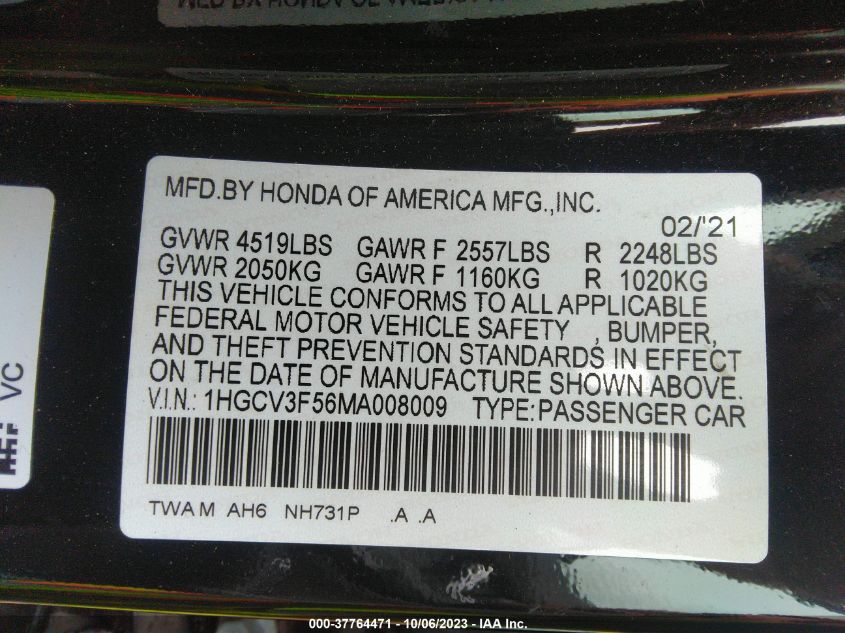 MFD.BY HONDA OF AMERICA MFG.,INC.
02/'21
GVWR 4519LBS GAWR F 2557LBS R 2248LBS
GVWR 2050KG GAWR F 1160KG R 1020KG
THIS VEHICLE CONFORMS TO ALL APPLICABLE
FEDERAL MOTOR VEHICLE SAFETY , BUMPER,
AND THEFT PREVENTION STANDARDS IN EFFECT
ON THE DATE OF MANUFACTURE SHOWN ABOVE.
V.I.N.: 1HGCV3F56MA008009 TYPE:PASSENGER CAR
TWA M AH6 NH731P .A .A
VC
000-37764471 - 10/06/2023 - IAA Inc.